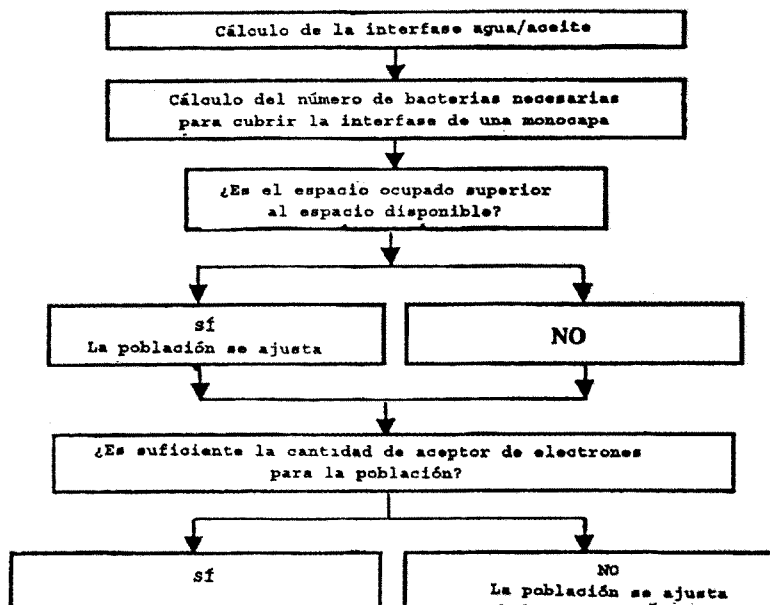 Cálculo de la interfase agua/aceite
Cálculo del número de bacterias necesarias
para cubrir la interfase de una monocapa
¿Es el espacio ocupado superior
al espacio disponible?
sí
La población se ajusta
NO
¿Es suficiente la cantidad de aceptor de electrones
para la población?
sí
NO
La población se ajusta